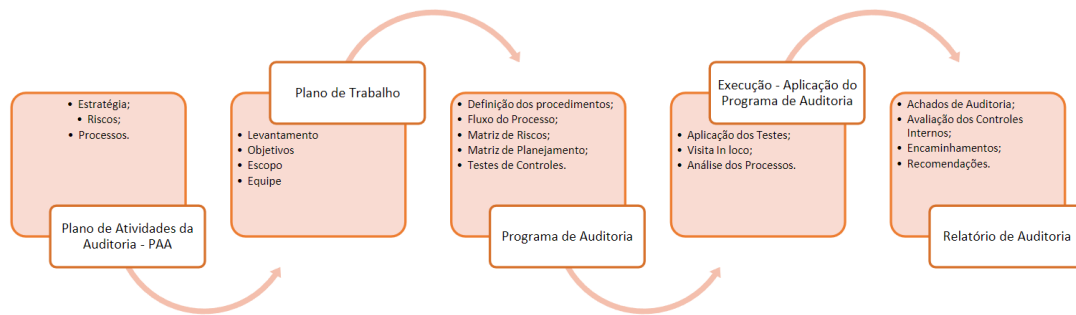 • Estratégia;
• Riscos;
• Processos.
Plano de Atividades da
Auditoria - PAA
Plano de Trabalho
• Levantamento
• Objetivos
• Escopo
• Equipe
• Definição dos procedimentos;
• Fluxo do Processo;
• Matriz de Riscos;
• Matriz de Planejamento;
• Testes de Controles.
Programa de Auditoria
Execução - Aplicação do
Programa de Auditoria
• Aplicação dos Testes;
• Visita In loco;
• Análise dos Processos.
• Achados de Auditoria;
• Avaliação dos Controles
Internos;
• Encaminhamentos;
• Recomendações.
Relatório de Auditoria